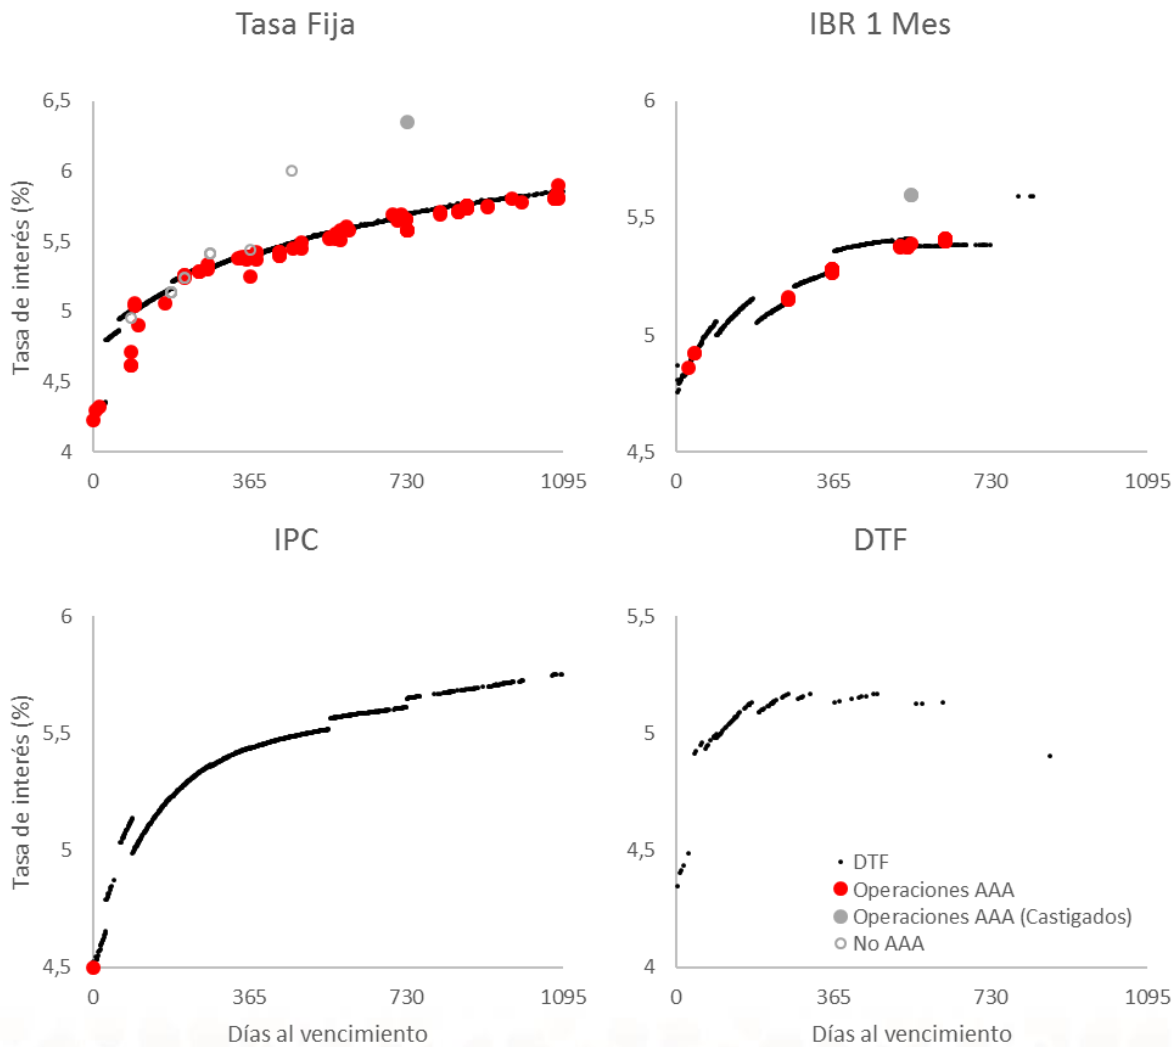 Tasa Fija
Tasa de interés (%)
6,5
6
5,5
5
4,5
4
0
365
730
1095
IBR 1 Mes
6
5,5
5
4,5
0
365
730
1095
IPC
Tasa de interés (%)
6
5,5
5
4,5
0
365
730
1095
Días al vencimiento
DTF
5,5
5
4,5
4
DTF
Operaciones AAA
Operaciones AAA (Castigados)
No AAA
0
365
730
1095
Días al vencimiento